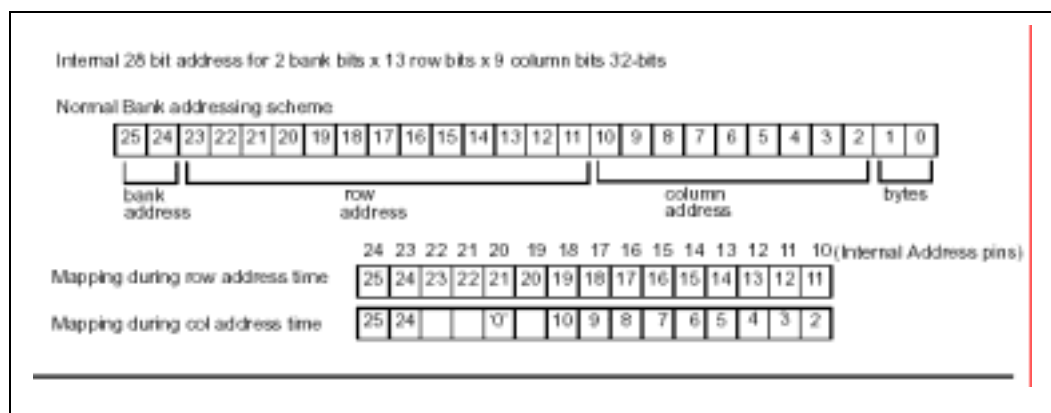 Internal 28 bit address for 2 bank bits x 13 row bits x 9 column bits 32-bits
Normal Bank addressing scheme
25 24 23 22 21 20 19 18 17 16 15 14 13 12 11 10 9 8 7 6 5 4 3 2 1 0
bank address row address column address bytes
24 23 22 21 20 19 18 17 16 15 14 13 12 11 10 (Internal Address pins)
Mapping during row address time 25 24 23 22 21 20 19 18 17 16 15 14 13 12 11
Mapping during col address time 25 24 '0' 10 9 8 7 6 5 4 3 2